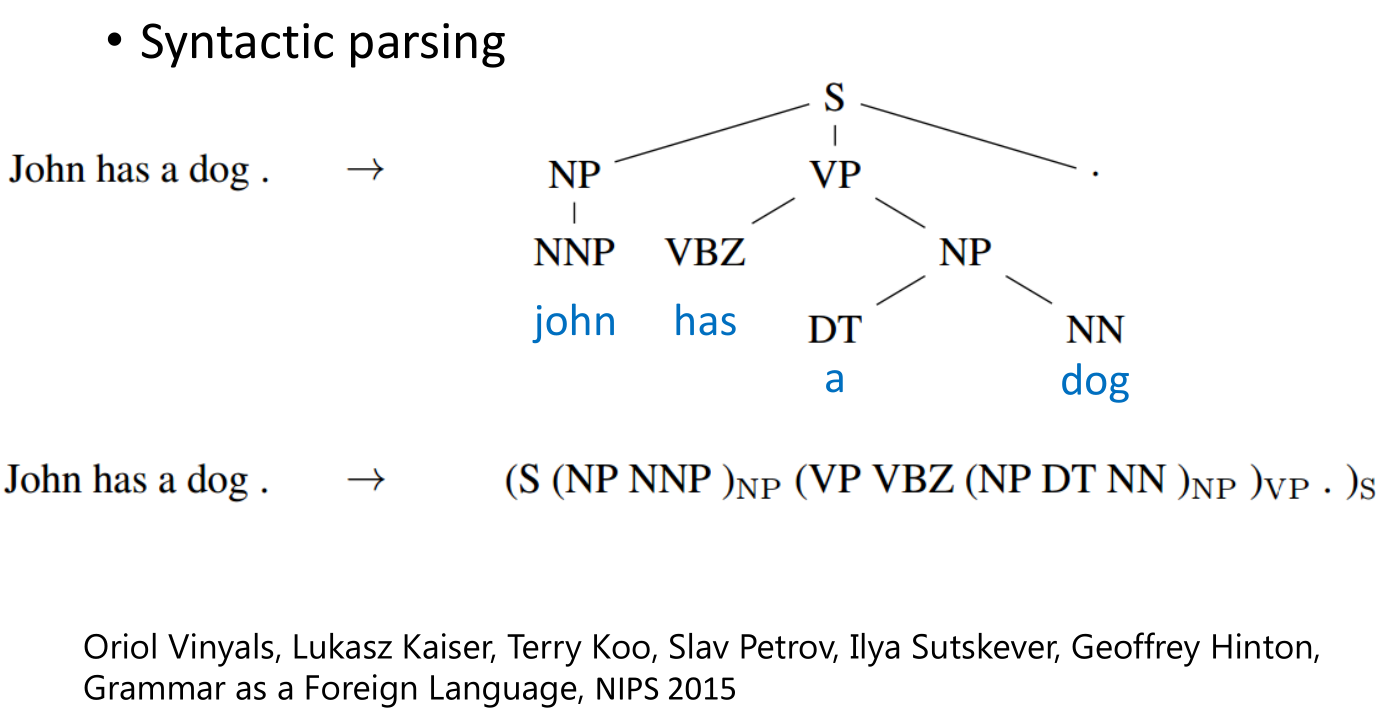 • Syntactic parsing
S
John has a dog . → NP VP .
NNP VBZ NP
john has DT NN
a dog
John has a dog . → (S (NP NNP )NP (VP VBZ (NP DT NN )NP )VP . )S
Oriol Vinyals, Lukasz Kaiser, Terry Koo, Slav Petrov, Ilya Sutskever, Geoffrey Hinton,
Grammar as a Foreign Language, NIPS 2015